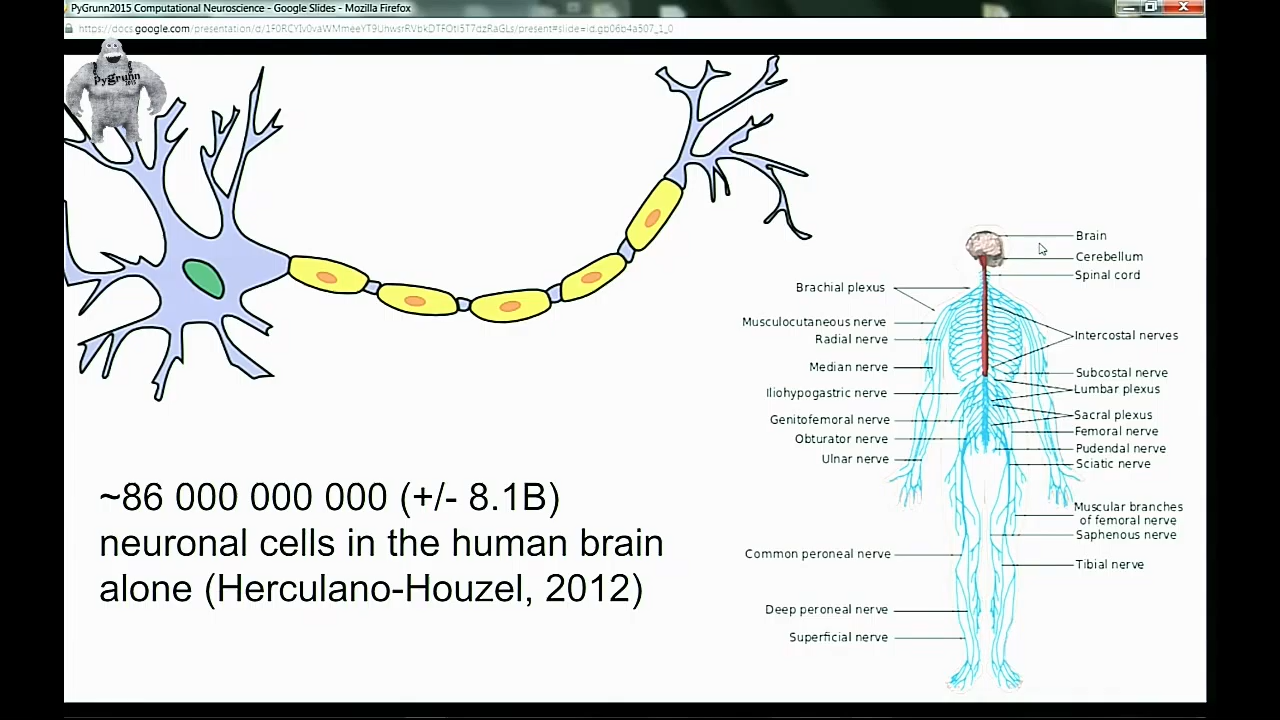 PyGrunn2015 Computational Neuroscience - Google Slides - Mozilla Firefox
pygrunn
2015
Brain
Cerebellum
Spinal cord
Brachial plexus
Musculocutaneous nerve
Radial nerve
Intercostal nerves
Median nerve
Subcostal nerve
Iliohypogastric nerve
Lumbar plexus
Genitofemoral nerve
Sacral plexus
Obturator nerve
Femoral nerve
Pudendal nerve
Ulnar nerve
Sciatic nerve
~86 000 000 000 (+/- 8.1B)
neuronal cells in the human brain
alone (Herculano-Houzel, 2012)
Muscular branches
of femoral nerve
Saphenous nerve
Common peroneal nerve
Tibial nerve
Deep peroneal nerve
Superficial nerve